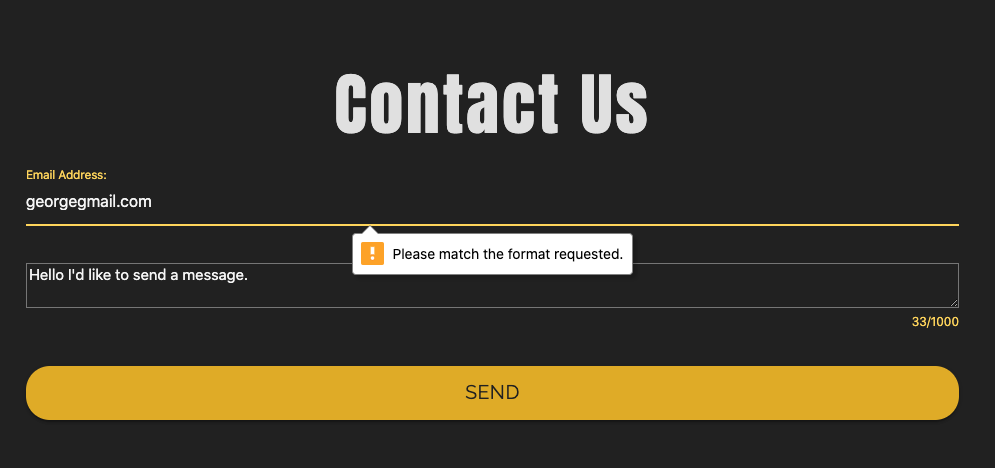 Contact Us
Email Address:
georgegmail.com
! Please match the format requested.
Hello I'd like to send a message.
33/1000
SEND